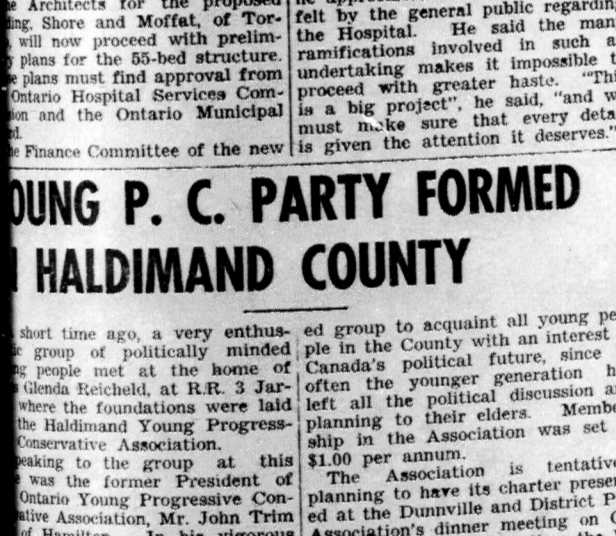 Architects for the proposed
ding, Shore and Moffat, of Tor-
, will now proceed with prelim-
y plans for the 55-bed structure.
e plans must find approval from
Ontario Hospital Services Com-
ion and the Ontario Municipal
rd.
e Finance Committee of the new
felt by the general public regardin
the Hospital. He said the man
ramifications involved in such a
undertaking makes it impossible t
proceed with greater haste. "Thi
is a big project", he said, "and w
must make sure that every deta
is given the attention it deserves."
OUNG P. C. PARTY FORMED
HALDIMAND COUNTY
short time ago, a very enthus-
ic group of politically minded
ng people met at the home of
s Glenda Reicheld, at R.R. 3 Jar-
where the foundations were laid
the Haldimand Young Progress-
Conservative Association.
peaking to the group at this
e was the former President of
Ontario Young Progressive Con-
ative Association, Mr. John Trim
of Hamilton. In his vigorous
ed group to acquaint all young pe
ple in the County with an interest
Canada's political future, since
often the younger generation h
left all the political discussion a
planning to their elders. Membe
ship in the Association was set
$1.00 per annum.
The Association is tentative
planning to have its charter presen
ed at the Dunnville and District P
Association's dinner meeting on O